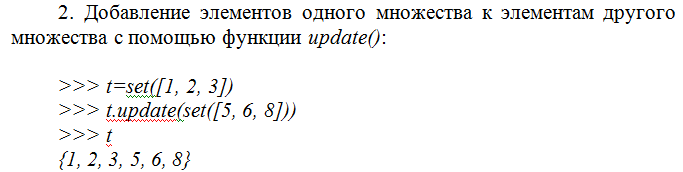 2. Добавление элементов одного множества к элементам другого
множества с помощью функции update():
>>> t=set([1, 2, 3])
>>> t.update(set([5, 6, 8]))
>>> t
{1, 2, 3, 5, 6, 8}